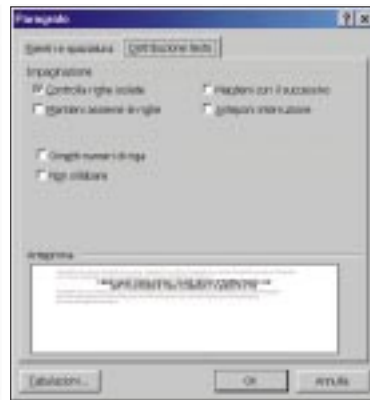 Paragrafo
Rientri e spaziatura Distribuzione testo
Impaginazione
Controlla righe isolate Mantieni con il successivo
Mantieni assieme le righe Anteponi interruzione
Ometti numeri di riga
Non sillabare
Anteprima
Tabulazioni... OK Annulla